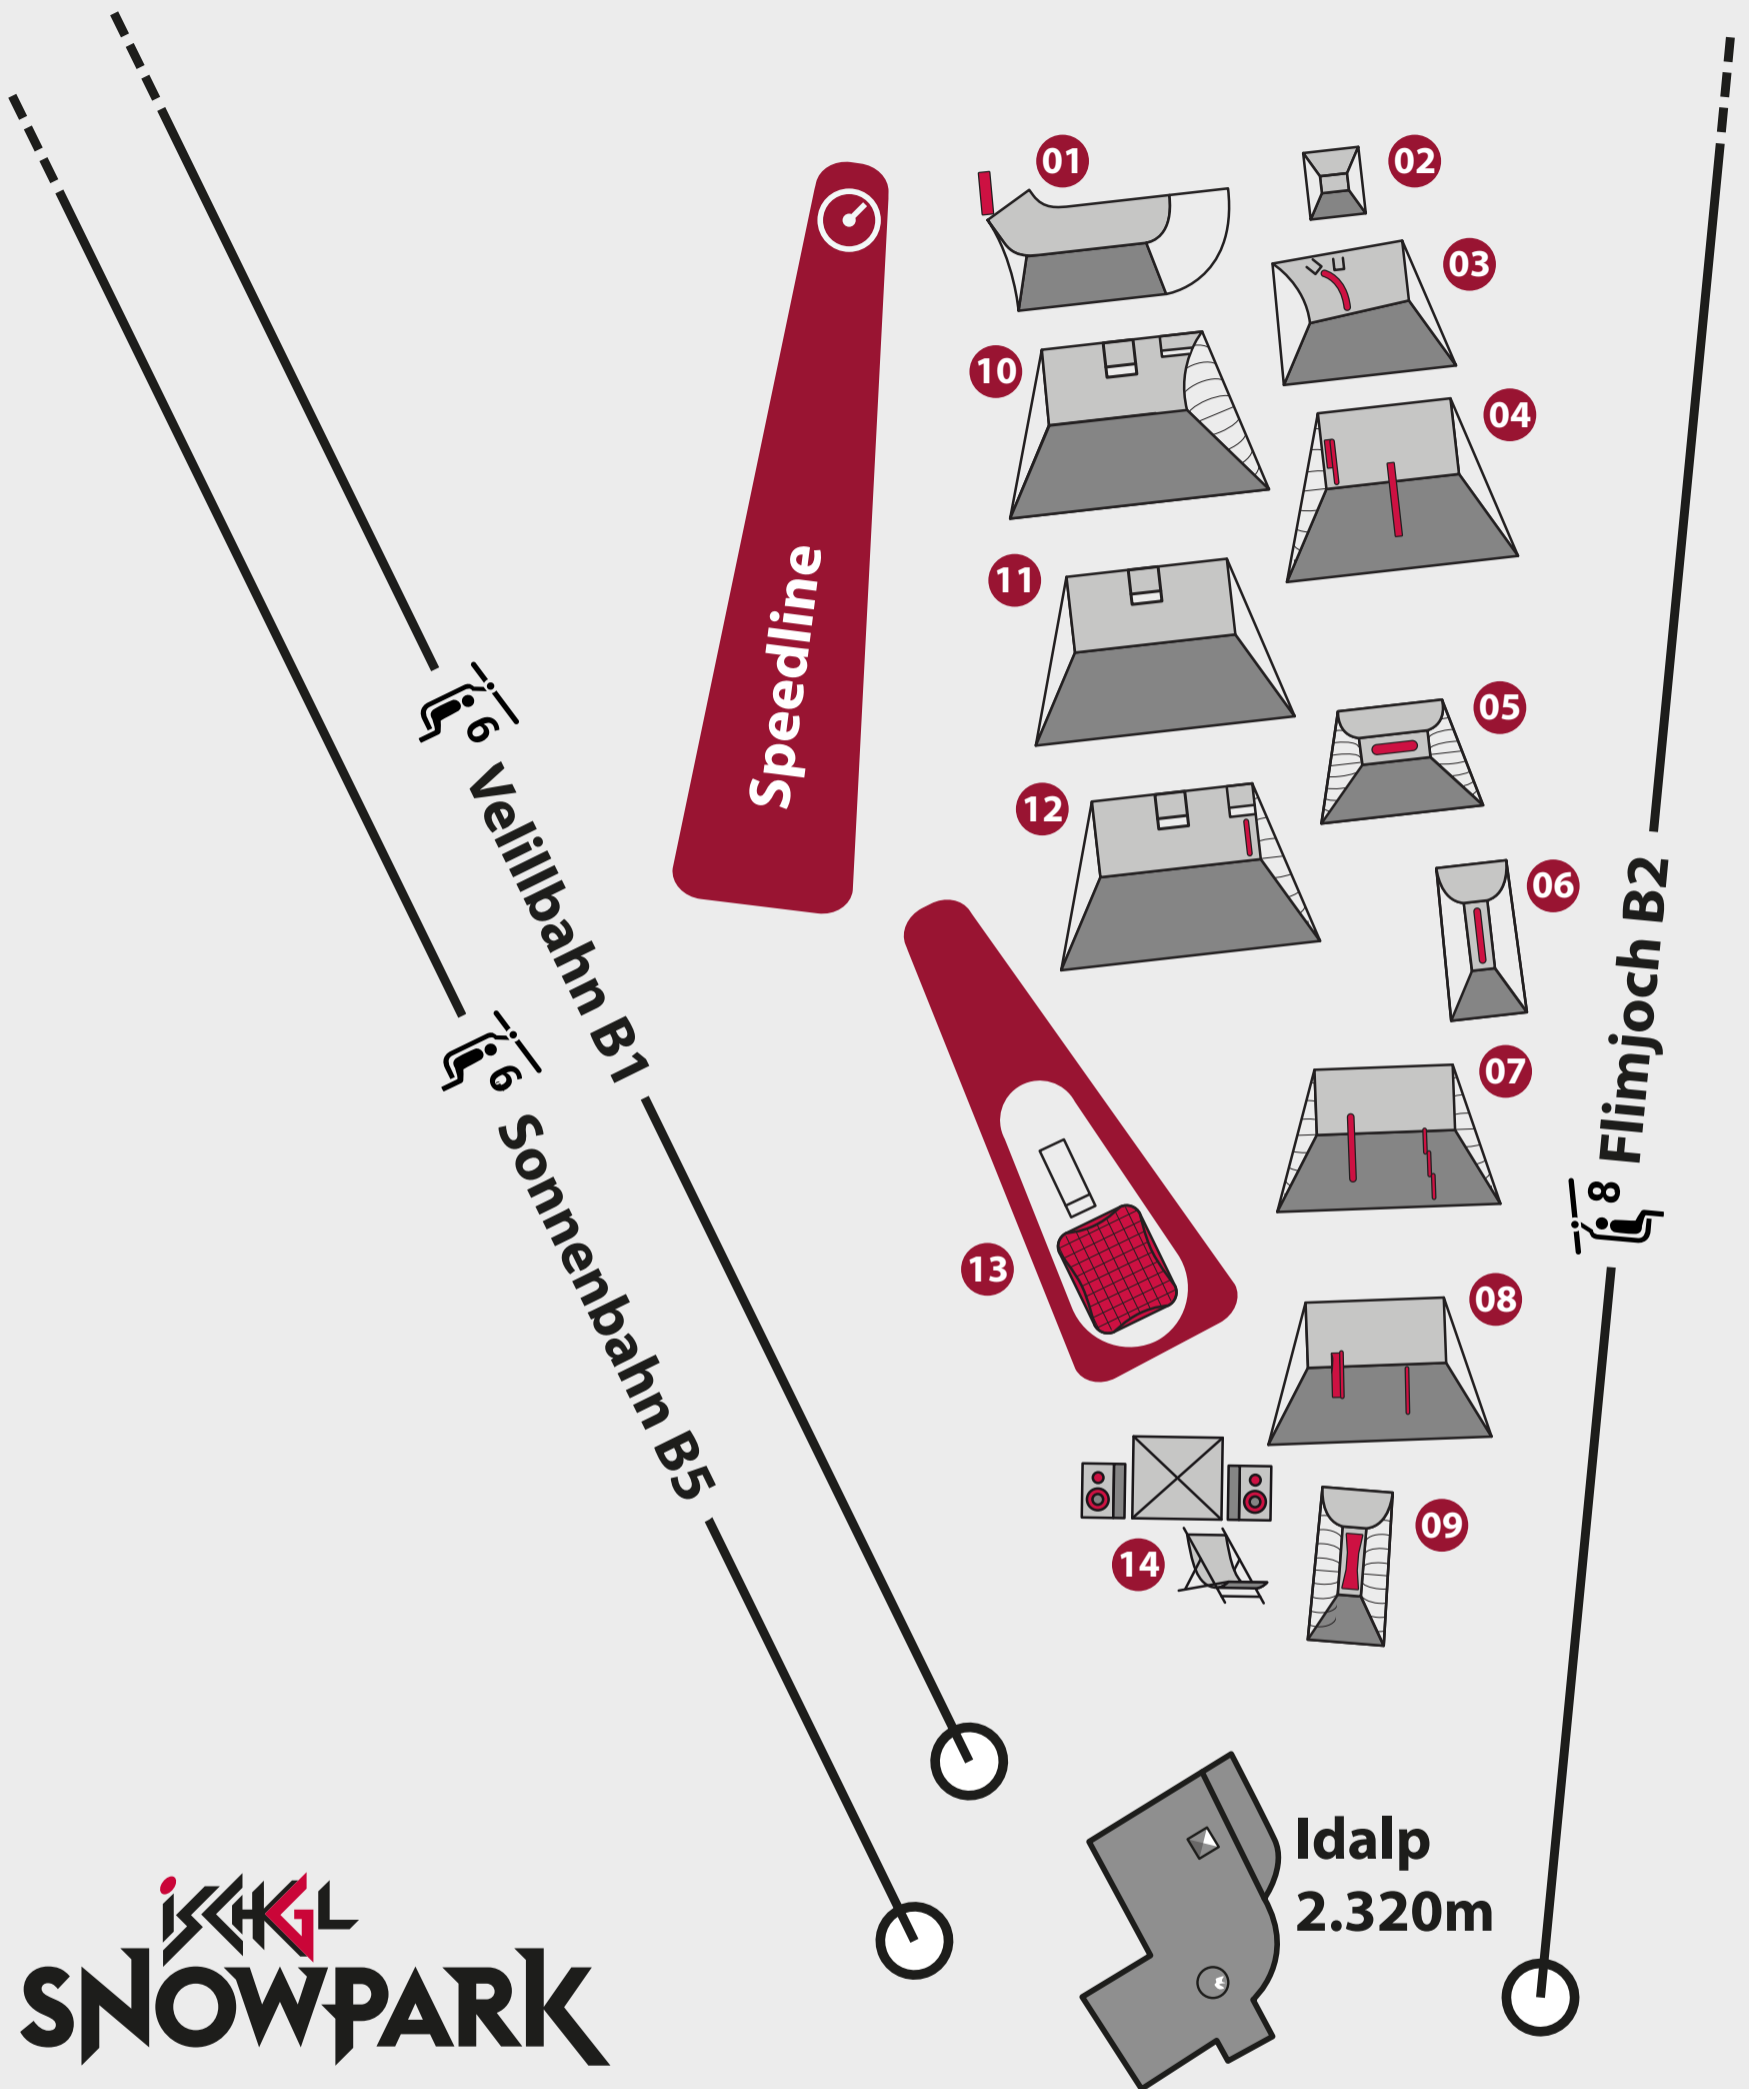 01
02
03
10
04
11
05
12
06
07
13
08
09
14
Speedline
6
Velillbahn B1
6
Sonnenbahn B5
Flimjoch B2
8
Idalp
2.320m
ISCHGL
SNOWPARK